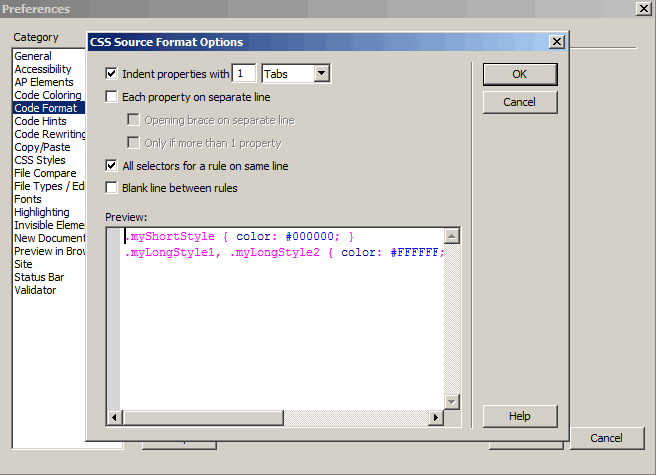 Preferences
Category
General
Accessibility
AP Elements
Code Coloring
Code Format
Code Hints
Code Rewriting
Copy/Paste
CSS Styles
File Compare
File Types / Ed
Fonts
Highlighting
Invisible Eleme
New Document
Preview in Brow
Site
Status Bar
Validator
CSS Source Format Options
Indent properties with 1 Tabs
Each property on separate line
Opening brace on separate line
Only if more than 1 property
All selectors for a rule on same line
Blank line between rules
Preview:
.myShortStyle { color: #000000; }
.myLongStyle1, .myLongStyle2 { color: #FFFFFF;
OK
Cancel
Help
Cancel